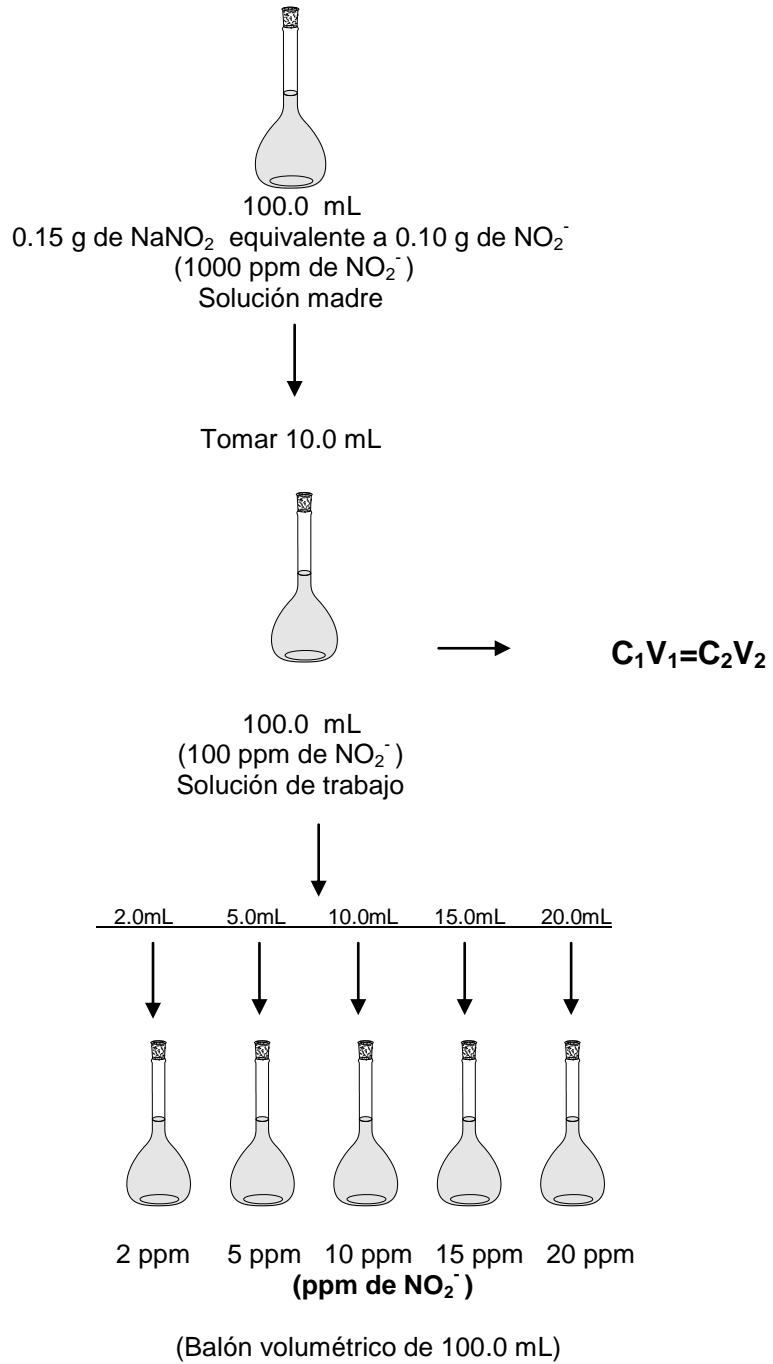 100.0 mL
0.15 g de NaNO₂ equivalente a 0.10 g de NO₂⁻
(1000 ppm de NO₂⁻)
Solución madre
Tomar 10.0 mL
C₁V₁=C₂V₂
100.0 mL
(100 ppm de NO₂⁻)
Solución de trabajo
2.0mL 5.0mL 10.0mL 15.0mL 20.0mL
2 ppm 5 ppm 10 ppm 15 ppm 20 ppm
(ppm de NO₂⁻)
(Balón volumétrico de 100.0 mL)